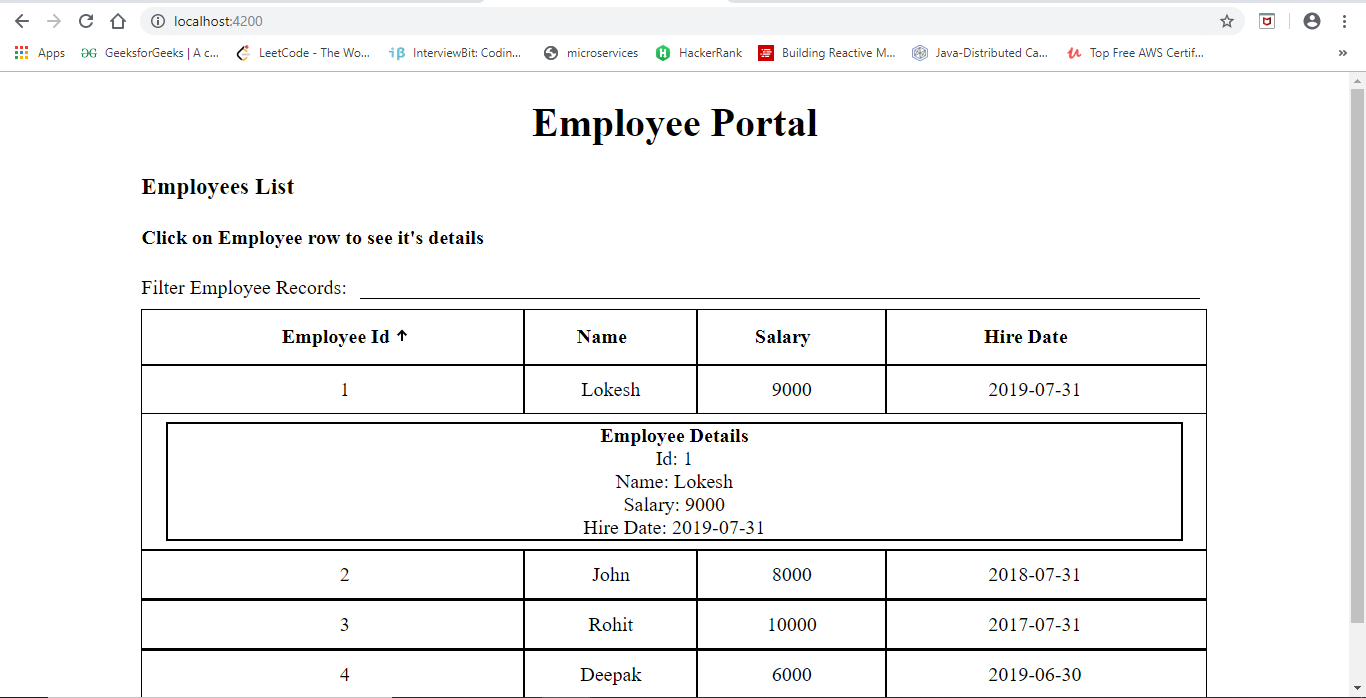 localhost:4200
Apps GeeksforGeeks | A c... LeetCode - The Wo... InterviewBit: Codin... microservices HackerRank Building Reactive M... Java-Distributed Ca... Top Free AWS Certif... »
Employee Portal
Employees List
Click on Employee row to see it's details
Filter Employee Records:
Employee Id ↑ Name Salary Hire Date
1 Lokesh 9000 2019-07-31
Employee Details
Id: 1
Name: Lokesh
Salary: 9000
Hire Date: 2019-07-31
2 John 8000 2018-07-31
3 Rohit 10000 2017-07-31
4 Deepak 6000 2019-06-30